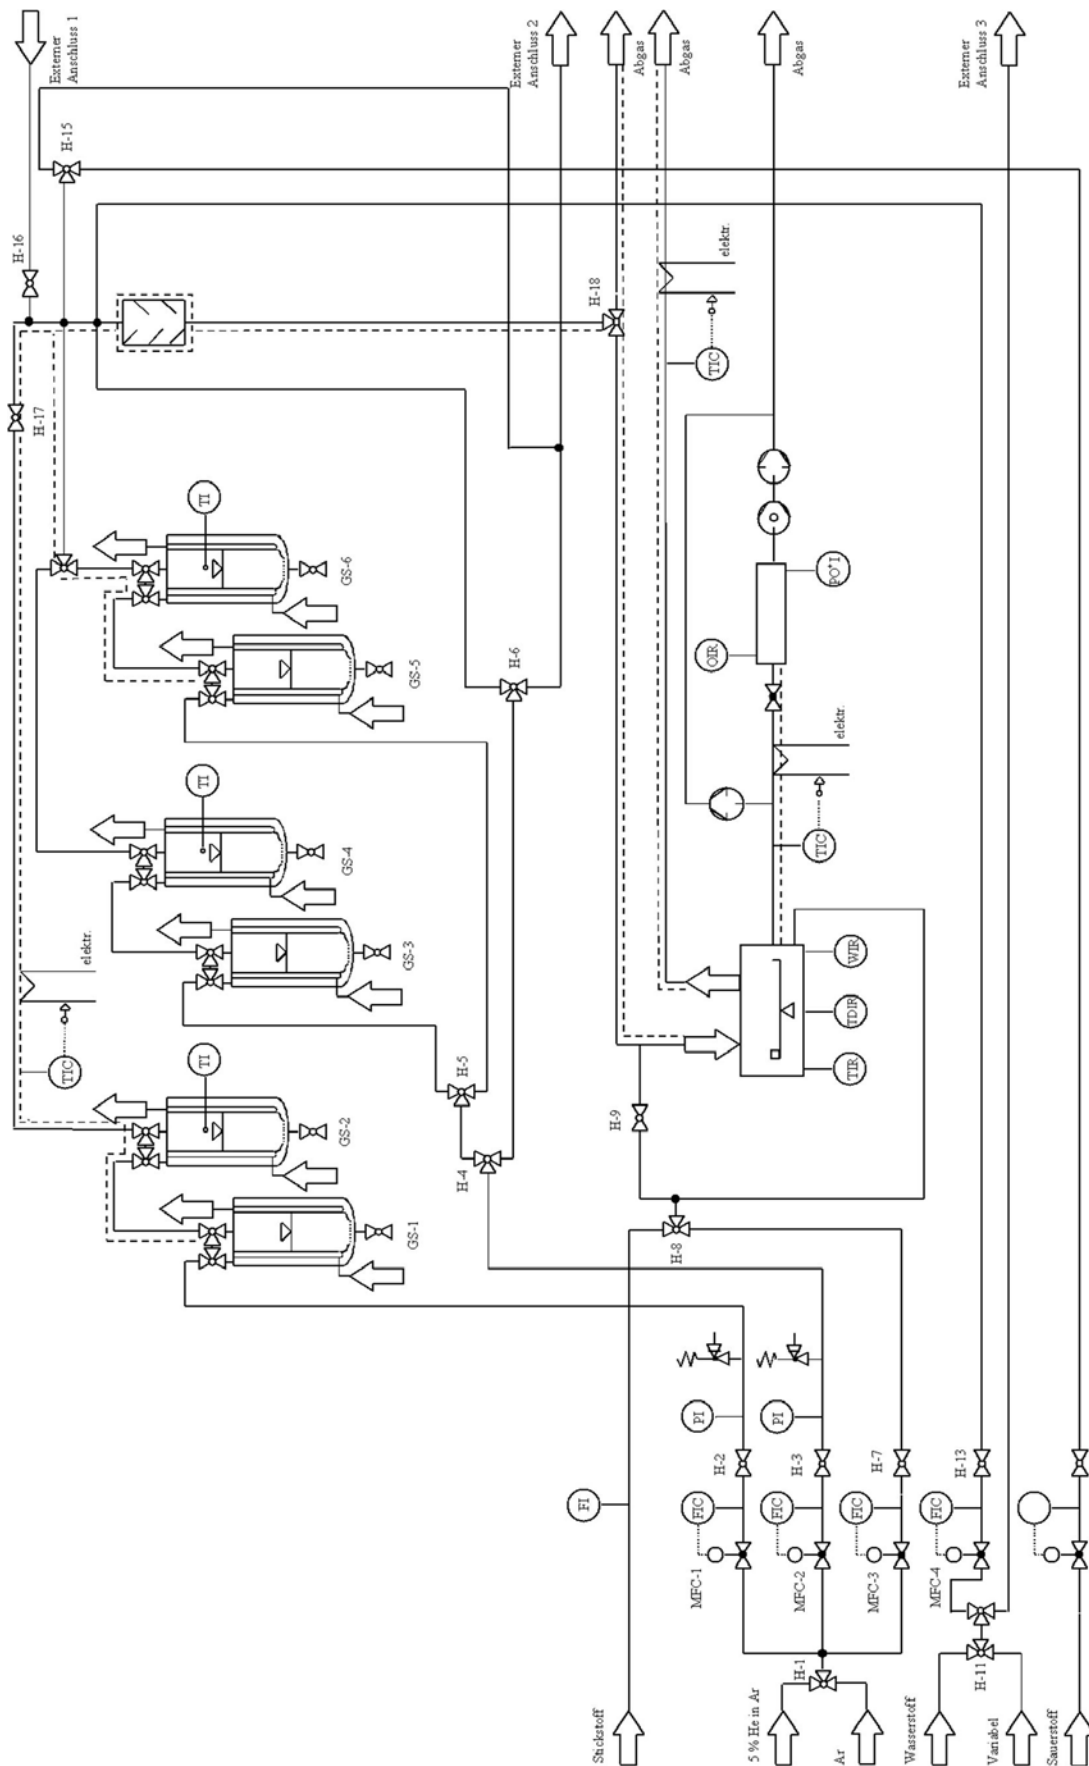 Externer
Anschluss 1
H-15
H-16
H-17
Externer
Anschluss 2
Abgas
Abgas
Abgas
Externer
Anschluss 3
H-18
elektr.
TIC
TI
GS-6
GS-5
H-6
OIR
elektr.
TIC
TI
GS-4
GS-3
elektr.
TIC
TI
GS-2
GS-1
H-5
H-4
H-9
H-8
WIR
TDIR
TIR
PI
PI
H-2
H-3
H-7
H-13
FI
FIC
FIC
FIC
FIC
MFC-1
MFC-2
MFC-3
MFC-4
H-1
H-11
Stickstoff
5 % He in Ar
Ar
Wasserstoff
Variabel
Sauerstoff